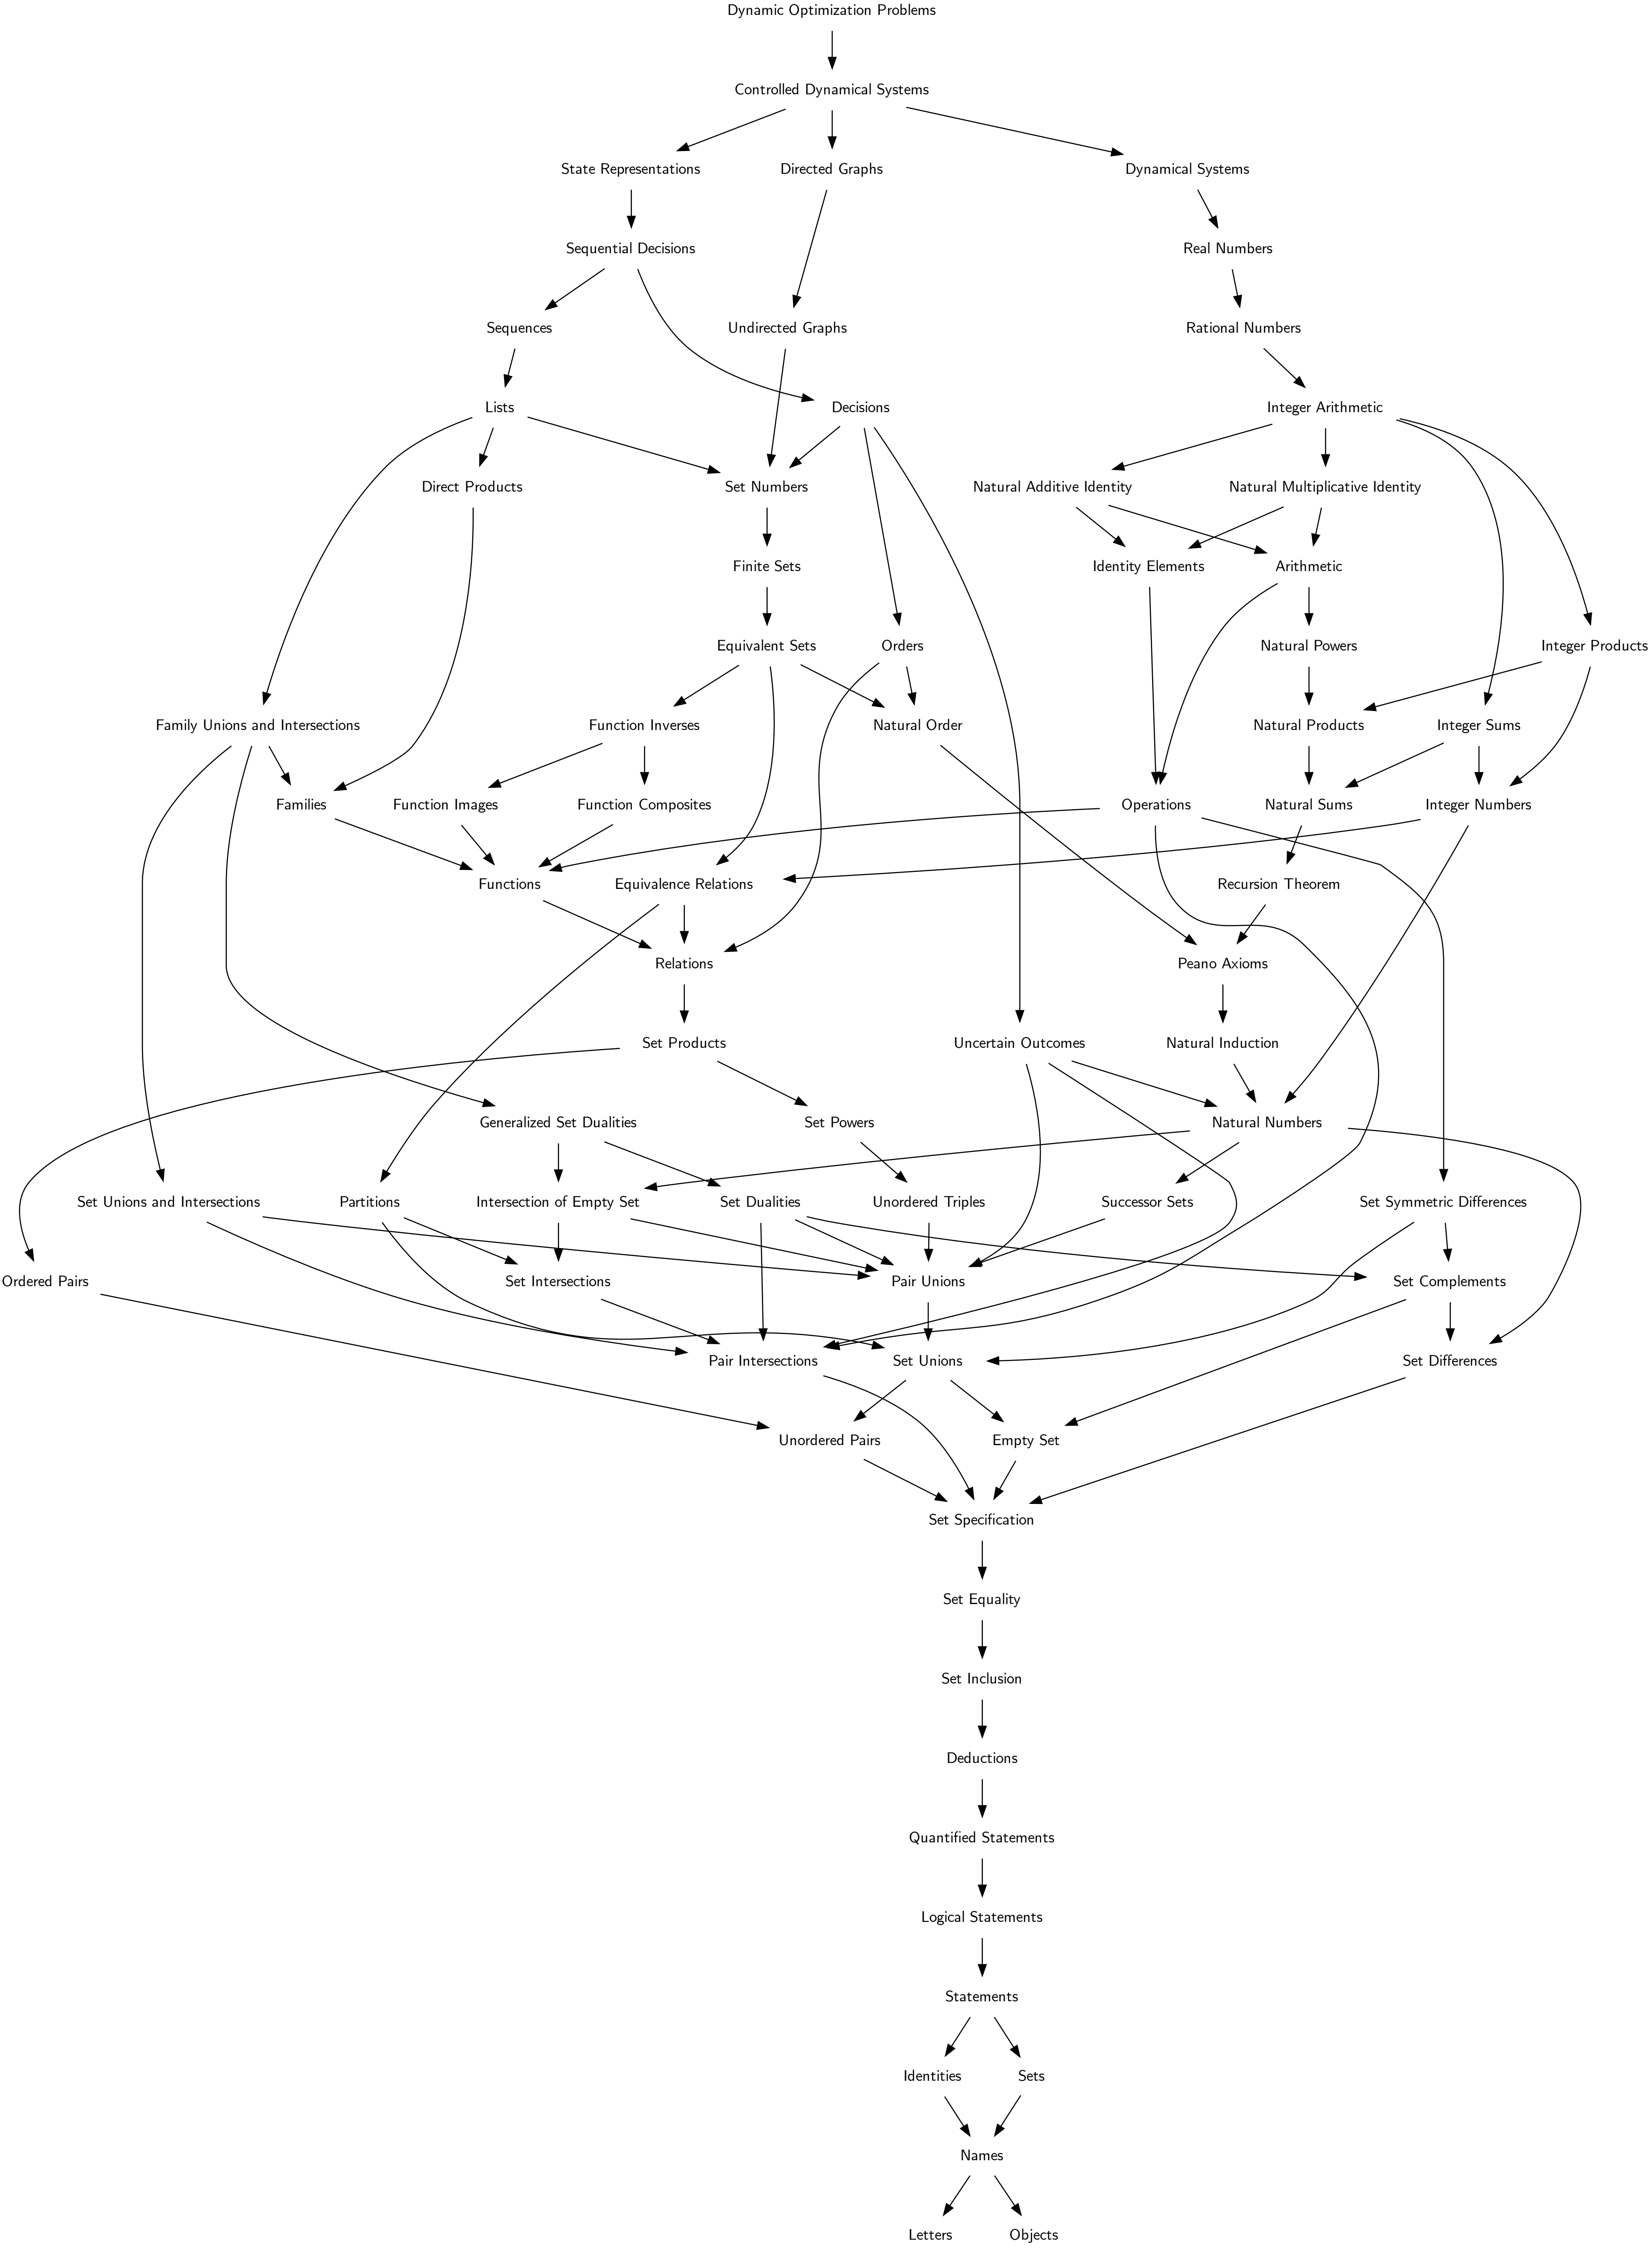 Dynamic Optimization Problems
Controlled Dynamical Systems
State Representations
Directed Graphs
Dynamical Systems
Sequential Decisions
Real Numbers
Sequences
Undirected Graphs
Rational Numbers
Lists
Decisions
Integer Arithmetic
Direct Products
Set Numbers
Natural Additive Identity
Natural Multiplicative Identity
Finite Sets
Identity Elements
Arithmetic
Equivalent Sets
Orders
Natural Powers
Integer Products
Family Unions and Intersections
Function Inverses
Natural Order
Natural Products
Integer Sums
Families
Function Images
Function Composites
Operations
Natural Sums
Integer Numbers
Functions
Equivalence Relations
Recursion Theorem
Relations
Peano Axioms
Set Products
Uncertain Outcomes
Natural Induction
Generalized Set Dualities
Set Powers
Natural Numbers
Set Unions and Intersections
Partitions
Intersection of Empty Set
Set Dualities
Unordered Triples
Successor Sets
Set Symmetric Differences
Ordered Pairs
Set Intersections
Pair Unions
Set Complements
Pair Intersections
Set Unions
Set Differences
Unordered Pairs
Empty Set
Set Specification
Set Equality
Set Inclusion
Deductions
Quantified Statements
Logical Statements
Statements
Identities
Sets
Names
Letters
Objects